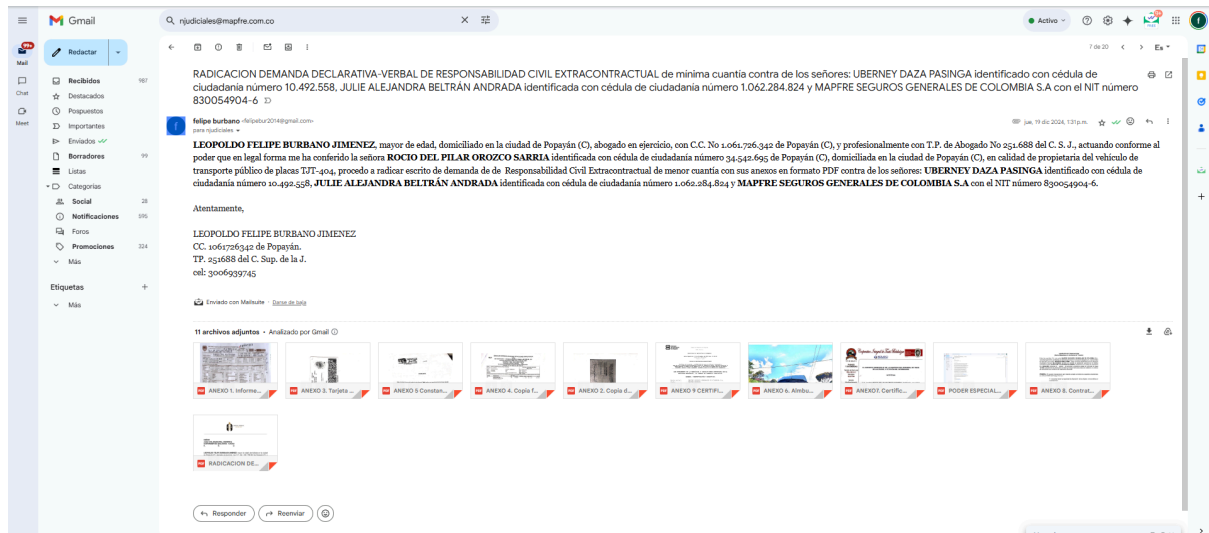 Gmail
njudiciales@mapfre.com.co
Activo
99+
Mail
Chat
Meet
Redactar
Recibidos 987
Destacados
Pospuestos
Enviados
Borradores 99
Listas
Categorías
Social 28
Notificaciones 595
Foros
Promociones 324
Más
Etiquetas
Más
7 de 20
Es
RADICACION DEMANDA DECLARATIVA-VERBAL DE RESPONSABILIDAD CIVIL EXTRACONTRACTUAL de mínima cuantía contra de los señores: UBERNEY DAZA PASINGA identificado con cédula de
ciudadanía número 10.492.558, JULIE ALEJANDRA BELTRÁN ANDRADA identificada con cédula de ciudadanía número 1.062.284.824 y MAPFRE SEGUROS GENERALES DE COLOMBIA S.A con el NIT número
830054904-6
felipe burbano <felipebur2014@gmail.com>
para njudiciales
jue, 19 dic 2024, 1:31 p.m.
LEOPOLDO FELIPE BURBANO JIMENEZ, mayor de edad, domiciliado en la ciudad de Popayán (C), abogado en ejercicio, con C.C. No 1.061.726.342 de Popayán (C), y profesionalmente con T.P. de Abogado No 251.688 del C. S. J., actuando conforme al
poder que en legal forme me ha conferido la señora ROCIO DEL PILAR OROZCO SARRIA identificada con cédula de ciudadanía número 34.542.695 de Popayán (C), domiciliada en la ciudad de Popayán (C), en calidad de propietaria del vehículo de
transporte público de placas TJT-404, procedo a radicar escrito de demanda de de Responsabilidad Civil Extracontractual de menor cuantía con sus anexos en formato PDF contra de los señores: UBERNEY DAZA PASINGA identificado con cédula de
ciudadanía número 10.492.558, JULIE ALEJANDRA BELTRÁN ANDRADA identificada con cédula de ciudadanía número 1.062.284.824 y MAPFRE SEGUROS GENERALES DE COLOMBIA S.A con el NIT número 830054904-6.
Atentamente,
LEOPOLDO FELIPE BURBANO JIMENEZ
CC. 1061726342 de Popayán.
TP. 251688 del C. Sup. de la J.
cel: 3006939745
Enviado con Mailsuite · Darse de baja
11 archivos adjuntos • Analizado por Gmail
PDF ANEXO 1. Informe...
PDF ANEXO 3. Tarjeta ...
PDF ANEXO 5 Constan...
PDF ANEXO 4. Copia f...
PDF ANEXO 2. Copia d...
PDF ANEXO 9 CERTIFI...
PDF ANEXO 6. Almbu...
PDF ANEXO7. Certific...
PDF PODER ESPECIAL...
PDF ANEXO 8. Contrat...
PDF RADICACION DE...
Responder
Reenviar